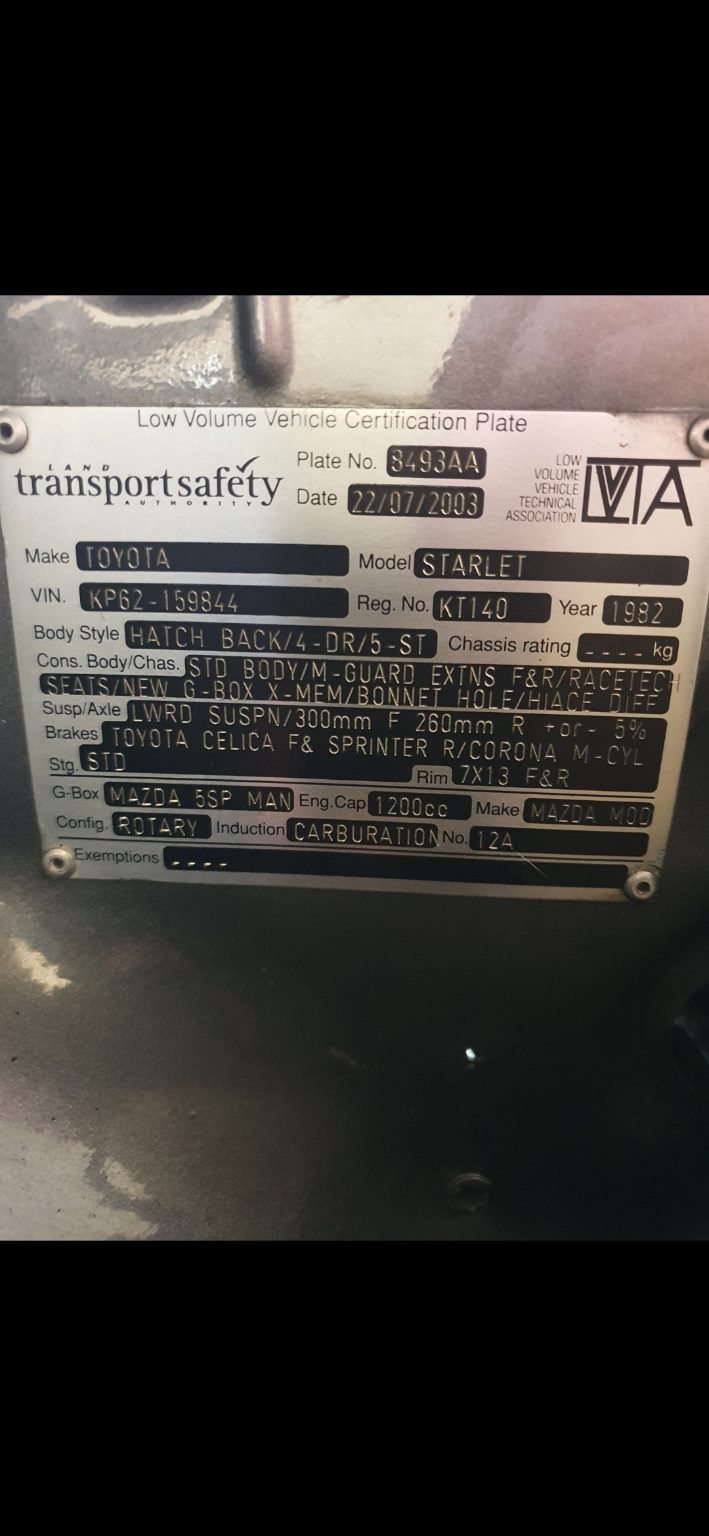 Low Volume Vehicle Certification Plate
LAND
transportsafety
AUTHORITY
Plate No. 8493AA
Date 22/07/2003
LOW
VOLUME
VEHICLE
TECHNICAL
ASSOCIATION
LVVTA
Make TOYOTA Model STARLET
VIN. KP62-159844 Reg. No. KT140 Year 1982
Body Style HATCH BACK/4-DR/5-ST Chassis rating ---- kg
Cons. Body/Chas. STD BODY/M-GUARD EXTNS F&R/RACETECH
SEATS/NEW G-BOX X-MEM/BONNET HOLE/HIACE DIFF
Susp/Axle LWRD SUSPN/300mm F 260mm R +or- 5%
Brakes TOYOTA CELICA F& SPRINTER R/CORONA M-CYL
Stg. STD Rim 7X13 F&R
G-Box MAZDA 5SP MAN Eng.Cap 1200cc Make MAZDA MOD
Config. ROTARY Induction CARBURATION No. 12A
Exemptions ----